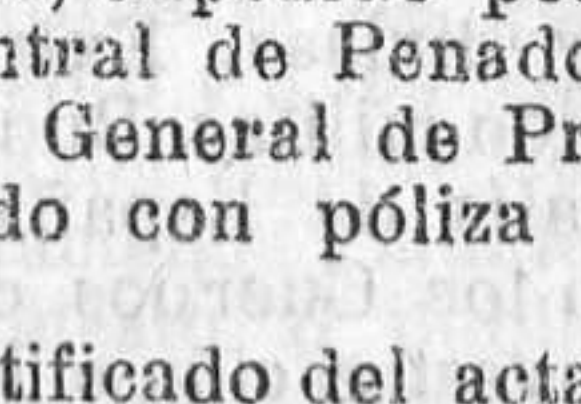 ntral de Penado
General de Pr
do con póliza
tificado del acta